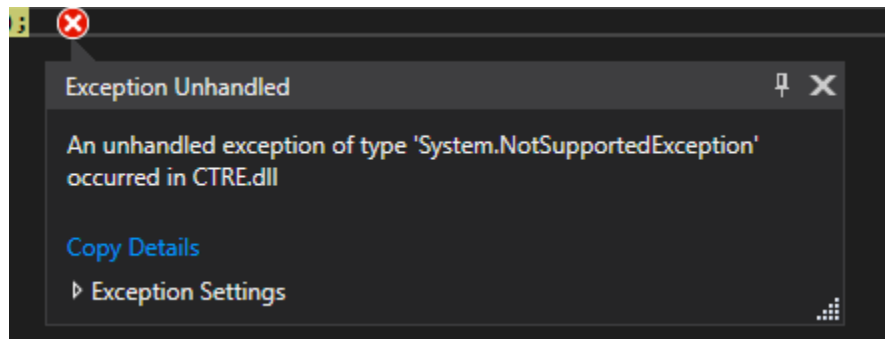 );
Exception Unhandled
An unhandled exception of type 'System.NotSupportedException'
occurred in CTRE.dll
Copy Details
Exception Settings